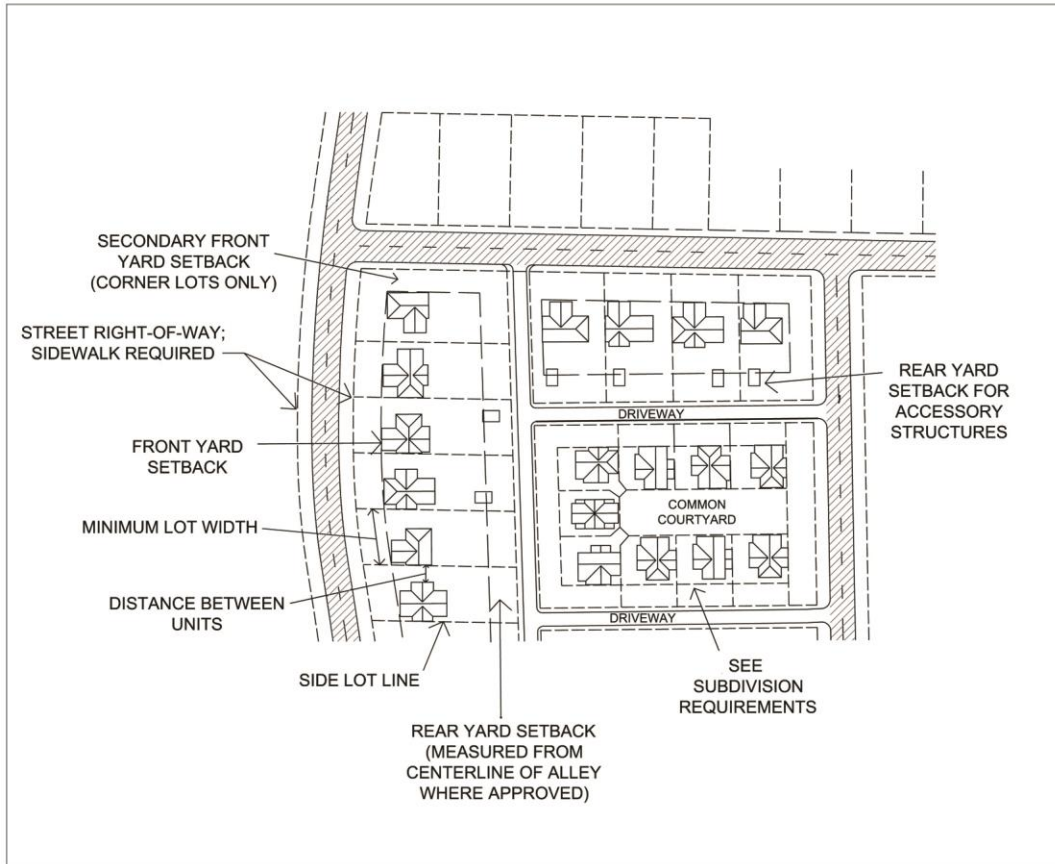 SECONDARY FRONT
YARD SETBACK
(CORNER LOTS ONLY)
STREET RIGHT-OF-WAY;
SIDEWALK REQUIRED
FRONT YARD
SETBACK
MINIMUM LOT WIDTH
DISTANCE BETWEEN
UNITS
SIDE LOT LINE
REAR YARD SETBACK
(MEASURED FROM
CENTERLINE OF ALLEY
WHERE APPROVED)
DRIVEWAY
REAR YARD
SETBACK FOR
ACCESSORY
STRUCTURES
COMMON
COURTYARD
DRIVEWAY
SEE
SUBDIVISION
REQUIREMENTS